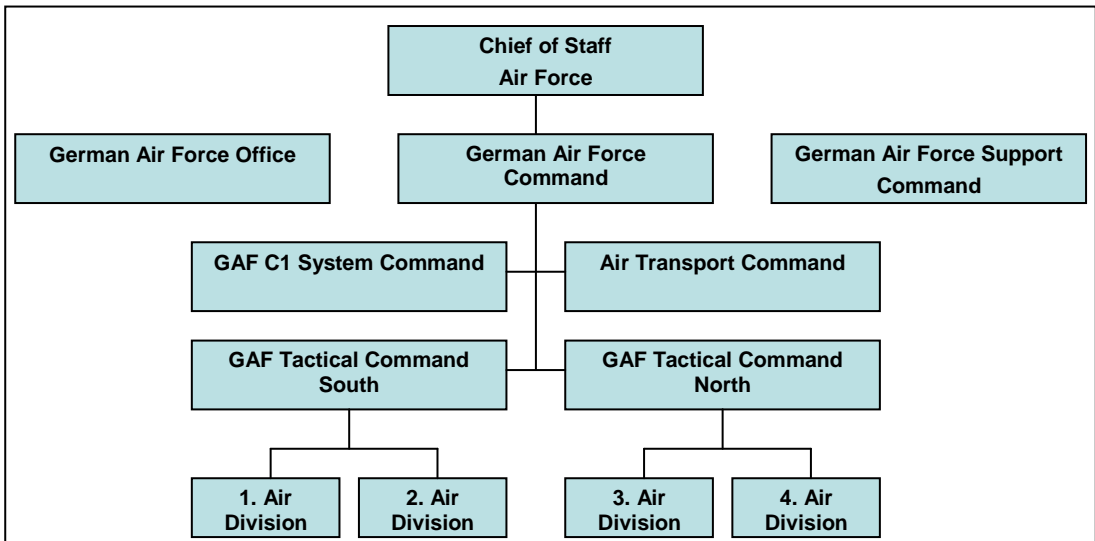 Chief of Staff
Air Force
German Air Force Office
German Air Force
Command
German Air Force Support
Command
GAF C1 System Command
Air Transport Command
GAF Tactical Command
South
GAF Tactical Command
North
1. Air
Division
2. Air
Division
3. Air
Division
4. Air
Division